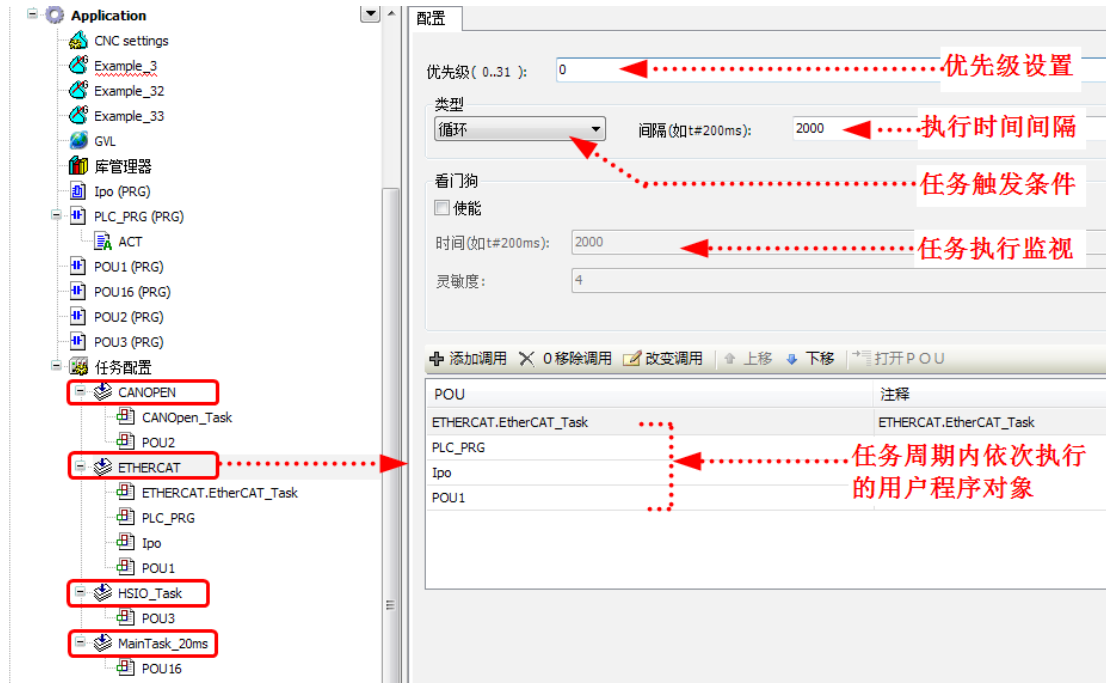 Application
CNC settings
Example_3
Example_32
Example_33
GVL
库管理器
Ipo (PRG)
PLC_PRG (PRG)
ACT
POU1 (PRG)
POU16 (PRG)
POU2 (PRG)
POU3 (PRG)
任务配置
CANOPEN
CANOpen_Task
POU2
ETHERCAT
ETHERCAT.EtherCAT_Task
PLC_PRG
Ipo
POU1
HSIO_Task
POU3
MainTask_20ms
POU16
配置
优先级( 0..31 ): 0 优先级设置
类型
循环 间隔(如t#200ms): 2000 执行时间间隔
任务触发条件
看门狗
使能
时间(如t#200ms): 2000 任务执行监视
灵敏度: 4
添加调用 0移除调用 改变调用 上移 下移 打开POU
POU 注释
ETHERCAT.EtherCAT_Task ETHERCAT.EtherCAT_Task
PLC_PRG
Ipo
POU1
任务周期内依次执行
的用户程序对象